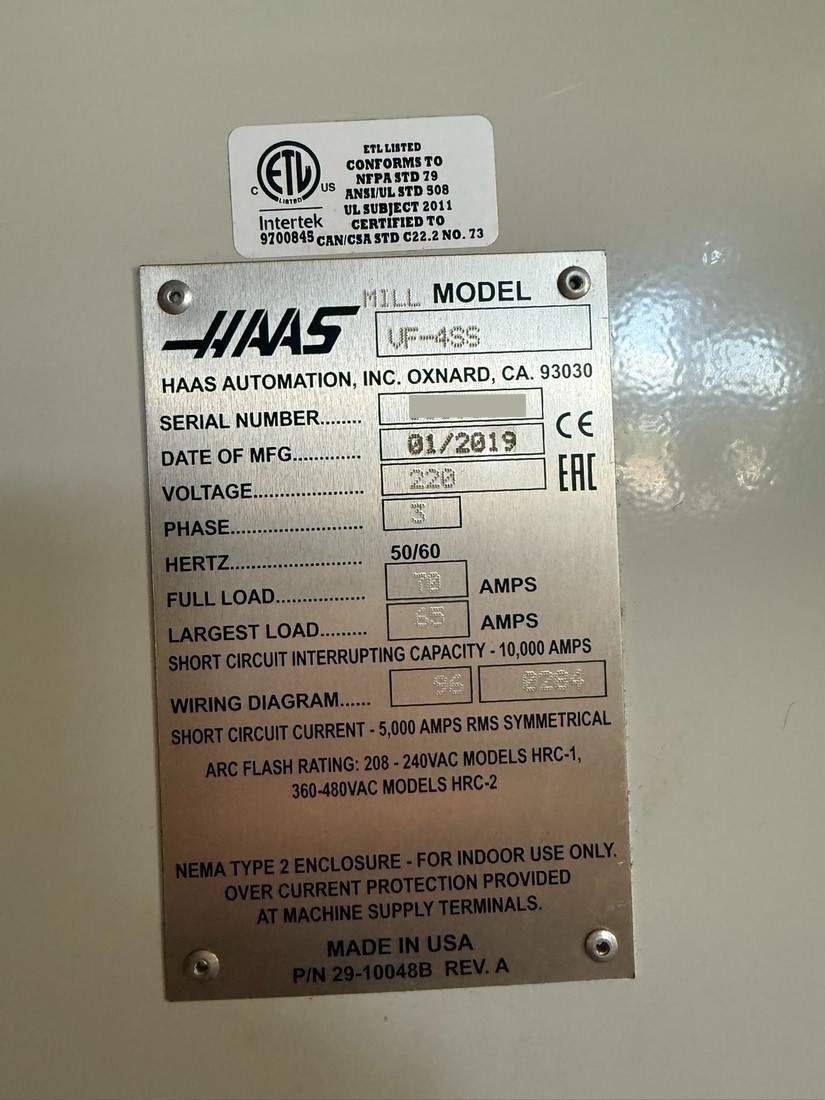 ETL LISTED
CONFORMS TO
NFPA STD 79
ANSI/UL STD 508
UL SUBJECT 2011
CERTIFIED TO
CAN/CSA STD C22.2 NO. 73
C ETL LISTED US
Intertek
9700845
HAAS
MILL MODEL
VF-4SS
HAAS AUTOMATION, INC. OXNARD, CA. 93030
SERIAL NUMBER........
DATE OF MFG............. 01/2019
CE
VOLTAGE..................... 220
EAC
PHASE......................... 3
HERTZ......................... 50/60
FULL LOAD................. 70 AMPS
LARGEST LOAD......... 65 AMPS
SHORT CIRCUIT INTERRUPTING CAPACITY - 10,000 AMPS
WIRING DIAGRAM...... 96 0284
SHORT CIRCUIT CURRENT - 5,000 AMPS RMS SYMMETRICAL
ARC FLASH RATING: 208 - 240VAC MODELS HRC-1,
360-480VAC MODELS HRC-2
NEMA TYPE 2 ENCLOSURE - FOR INDOOR USE ONLY.
OVER CURRENT PROTECTION PROVIDED
AT MACHINE SUPPLY TERMINALS.
MADE IN USA
P/N 29-10048B REV. A